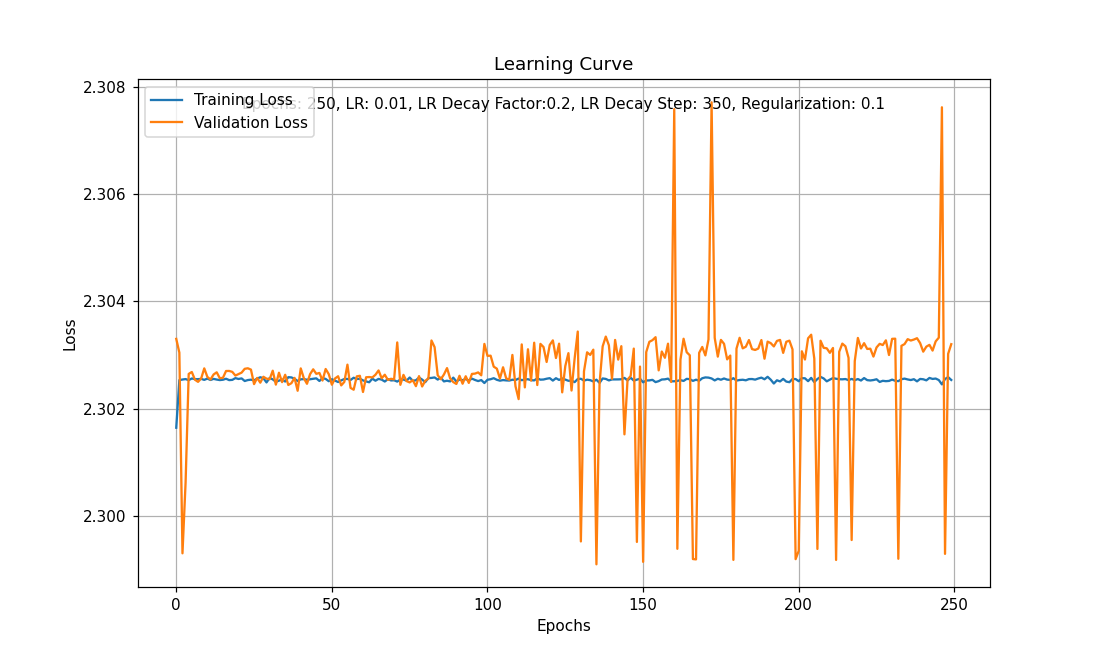 Learning Curve
Epochs: 250, LR: 0.01, LR Decay Factor:0.2, LR Decay Step: 350, Regularization: 0.1
Training Loss
Validation Loss
2.308
2.306
2.304
2.302
2.300
Loss
0 50 100 150 200 250
Epochs